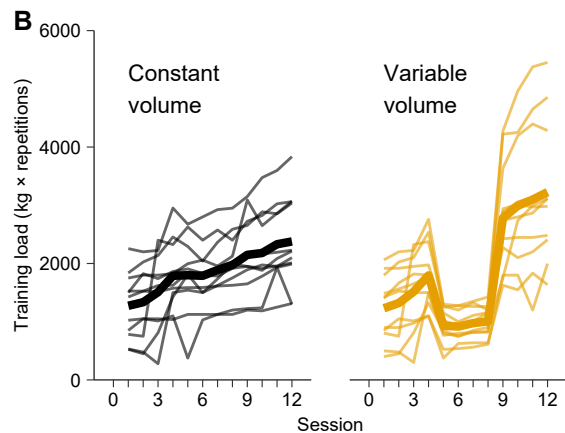 B
6000
4000
2000
0
Training load (kg × repetitions)
Constant
volume
Variable
volume
0 3 6 9 12
0 3 6 9 12
Session